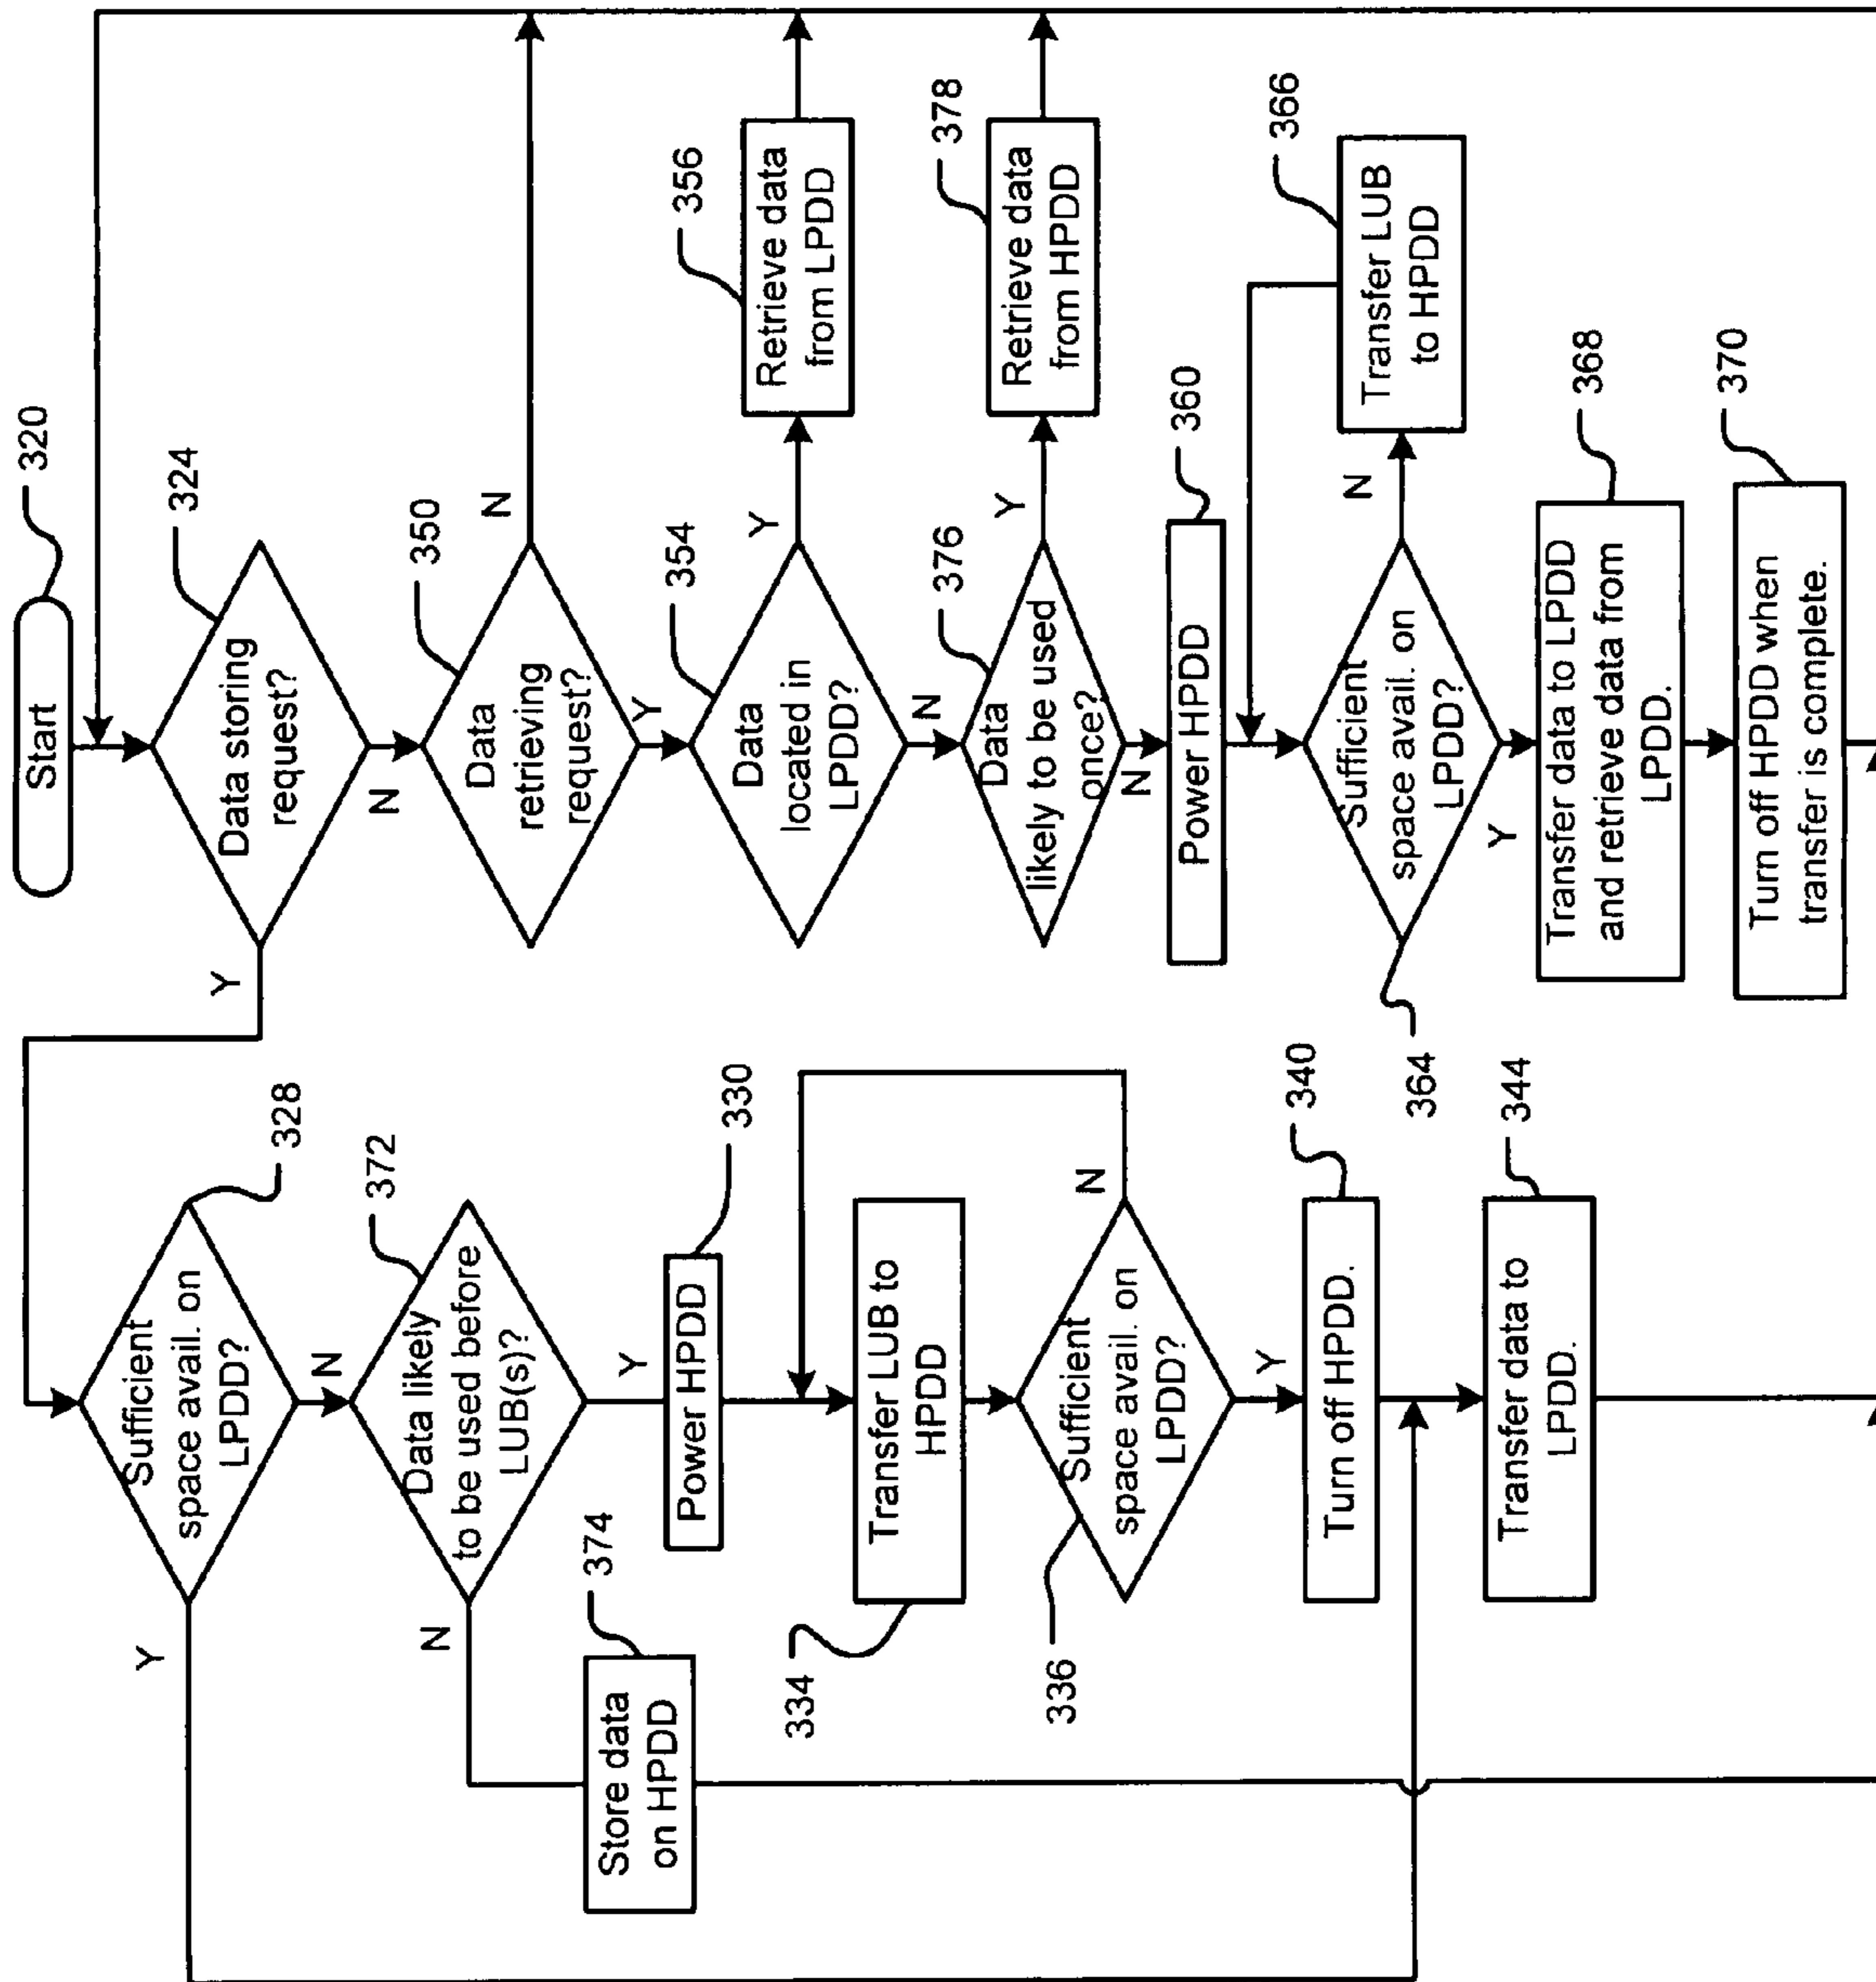 Start
320
Data storing
request?
324
Y
N
Sufficient
space avail. on
LPDD?
328
Y
N
Data likely
to be used before
LUB(s)?
372
N
Y
Store data
on HPDD
374
Power HPDD
330
Transfer LUB to
HPDD
334
Sufficient
space avail. on
LPDD?
336
N
Y
Turn off HPDD.
340
Transfer data to
LPDD.
344
Data
retrieving
request?
350
N
Y
Data
located in
LPDD?
354
Y
N
Retrieve data
from LPDD
356
Data
likely to be used
once?
376
Y
N
Retrieve data
from HPDD
378
Power HPDD
360
Sufficient
space avail. on
LPDD?
364
N
Y
Transfer LUB
to HPDD
366
Transfer data to LPDD
and retrieve data from
LPDD.
368
Turn off HPDD when
transfer is complete.
370